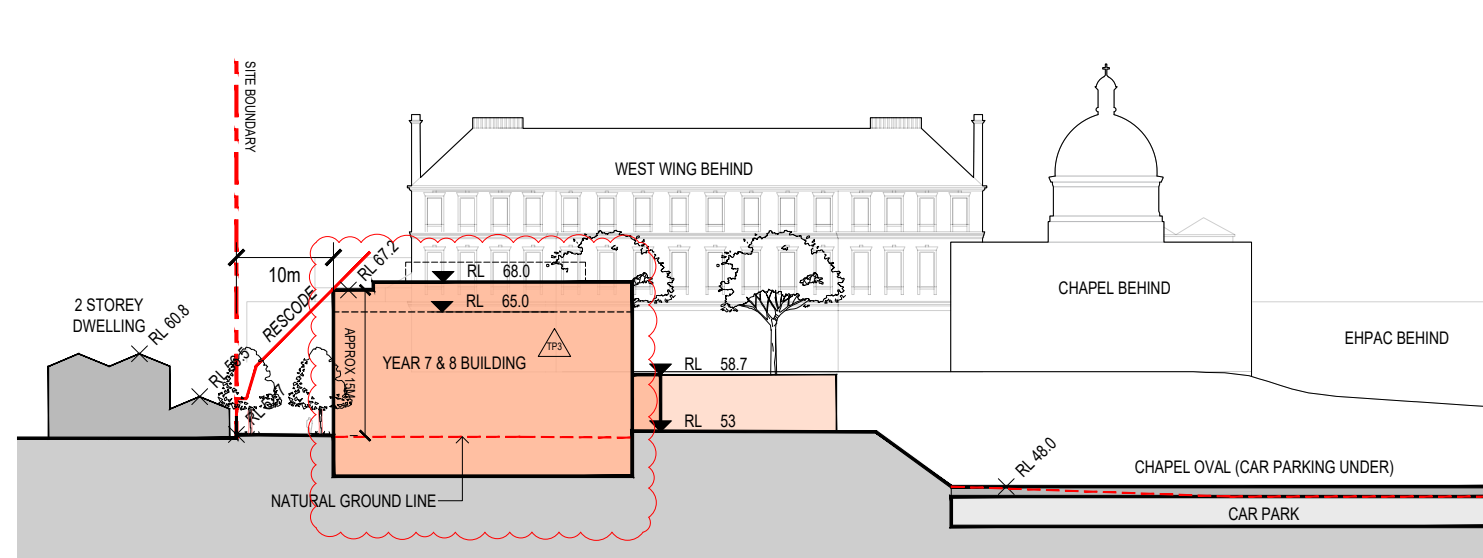 SITE BOUNDARY
WEST WING BEHIND
10m
RL 67.2
RL 68.0
RL 65.0
RESCODE
2 STOREY
DWELLING
RL 60.8
CHAPEL BEHIND
EHPAC BEHIND
APPROX 15M
YEAR 7 & 8 BUILDING
TP3
RL 58.7
RL 53
NATURAL GROUND LINE
RL 48.0
CHAPEL OVAL (CAR PARKING UNDER)
CAR PARK